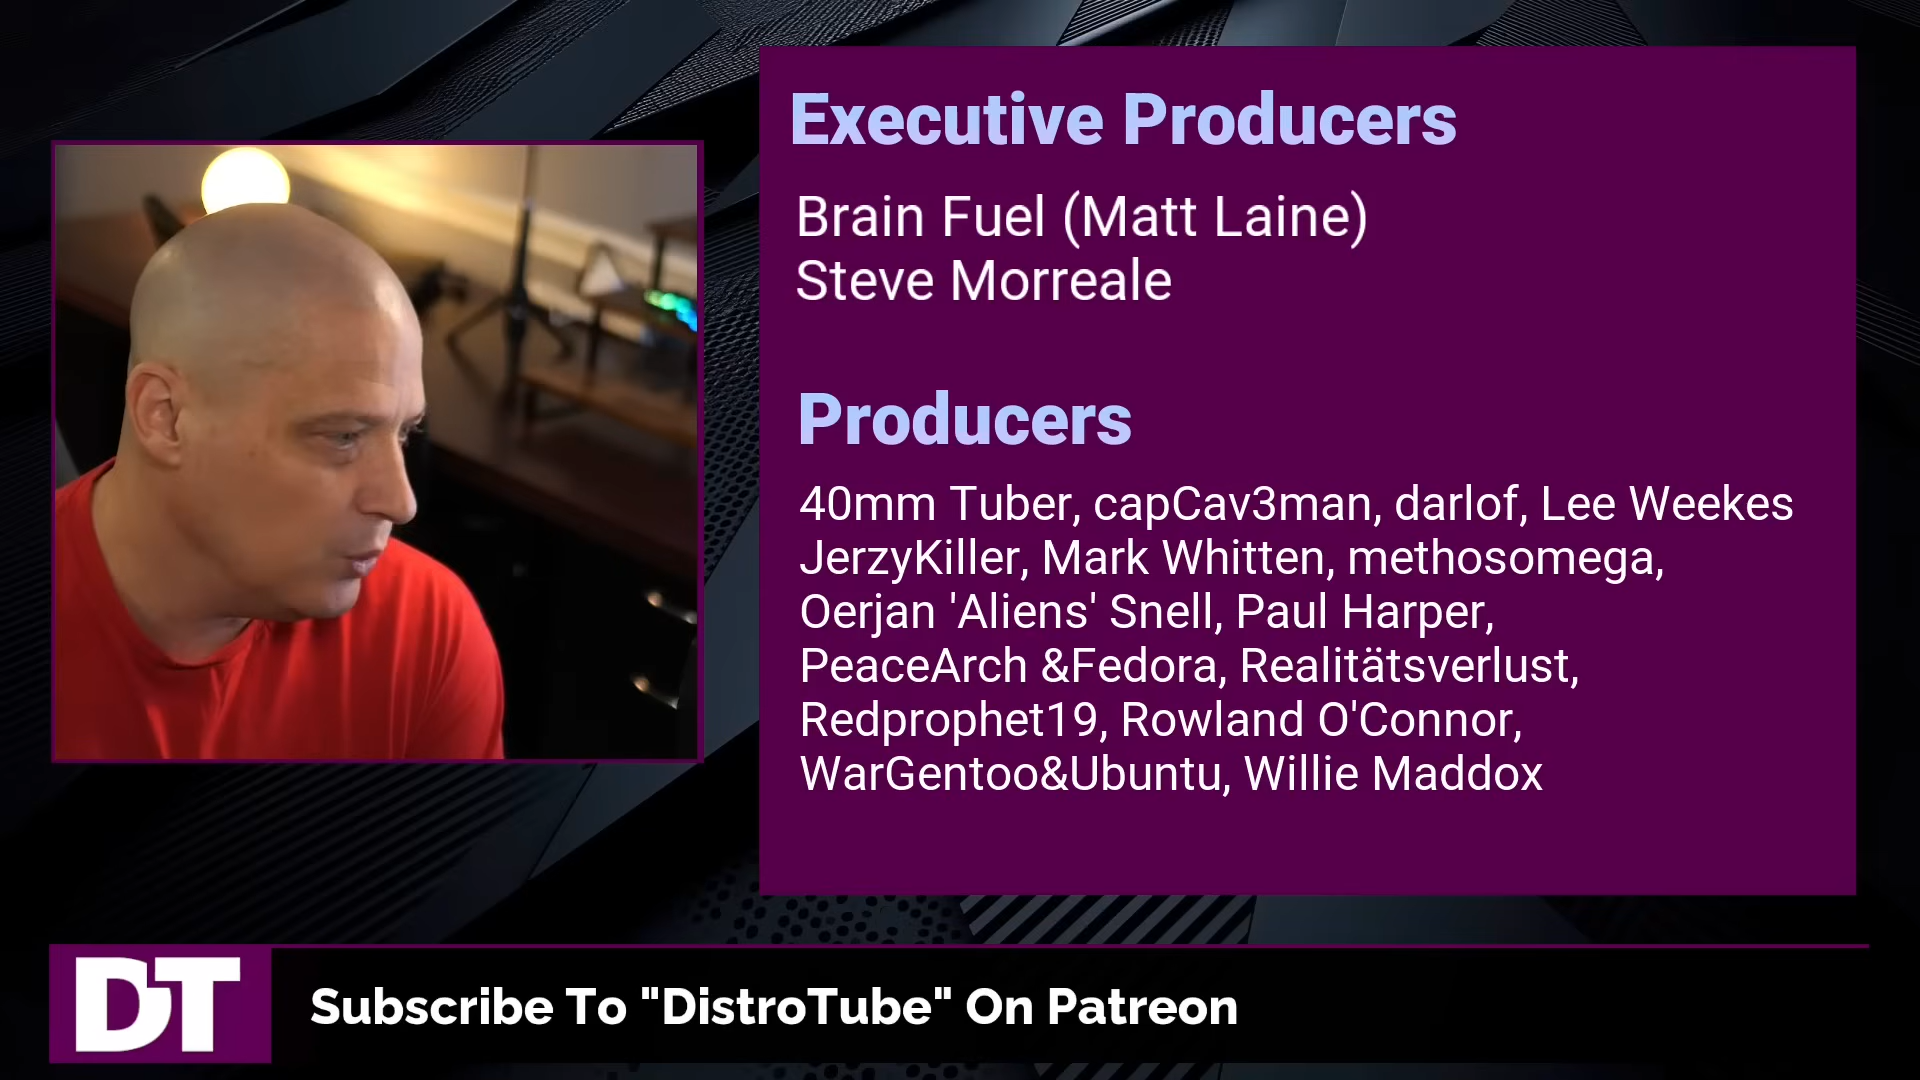 Executive Producers
Brain Fuel (Matt Laine)
Steve Morreale
Producers
40mm Tuber, capCav3man, darlof, Lee Weekes
JerzyKiller, Mark Whitten, methosomega,
Oerjan 'Aliens' Snell, Paul Harper,
PeaceArch &Fedora, Realitätsverlust,
Redprophet19, Rowland O'Connor,
WarGentoo&Ubuntu, Willie Maddox
DT
Subscribe To "DistroTube" On Patreon